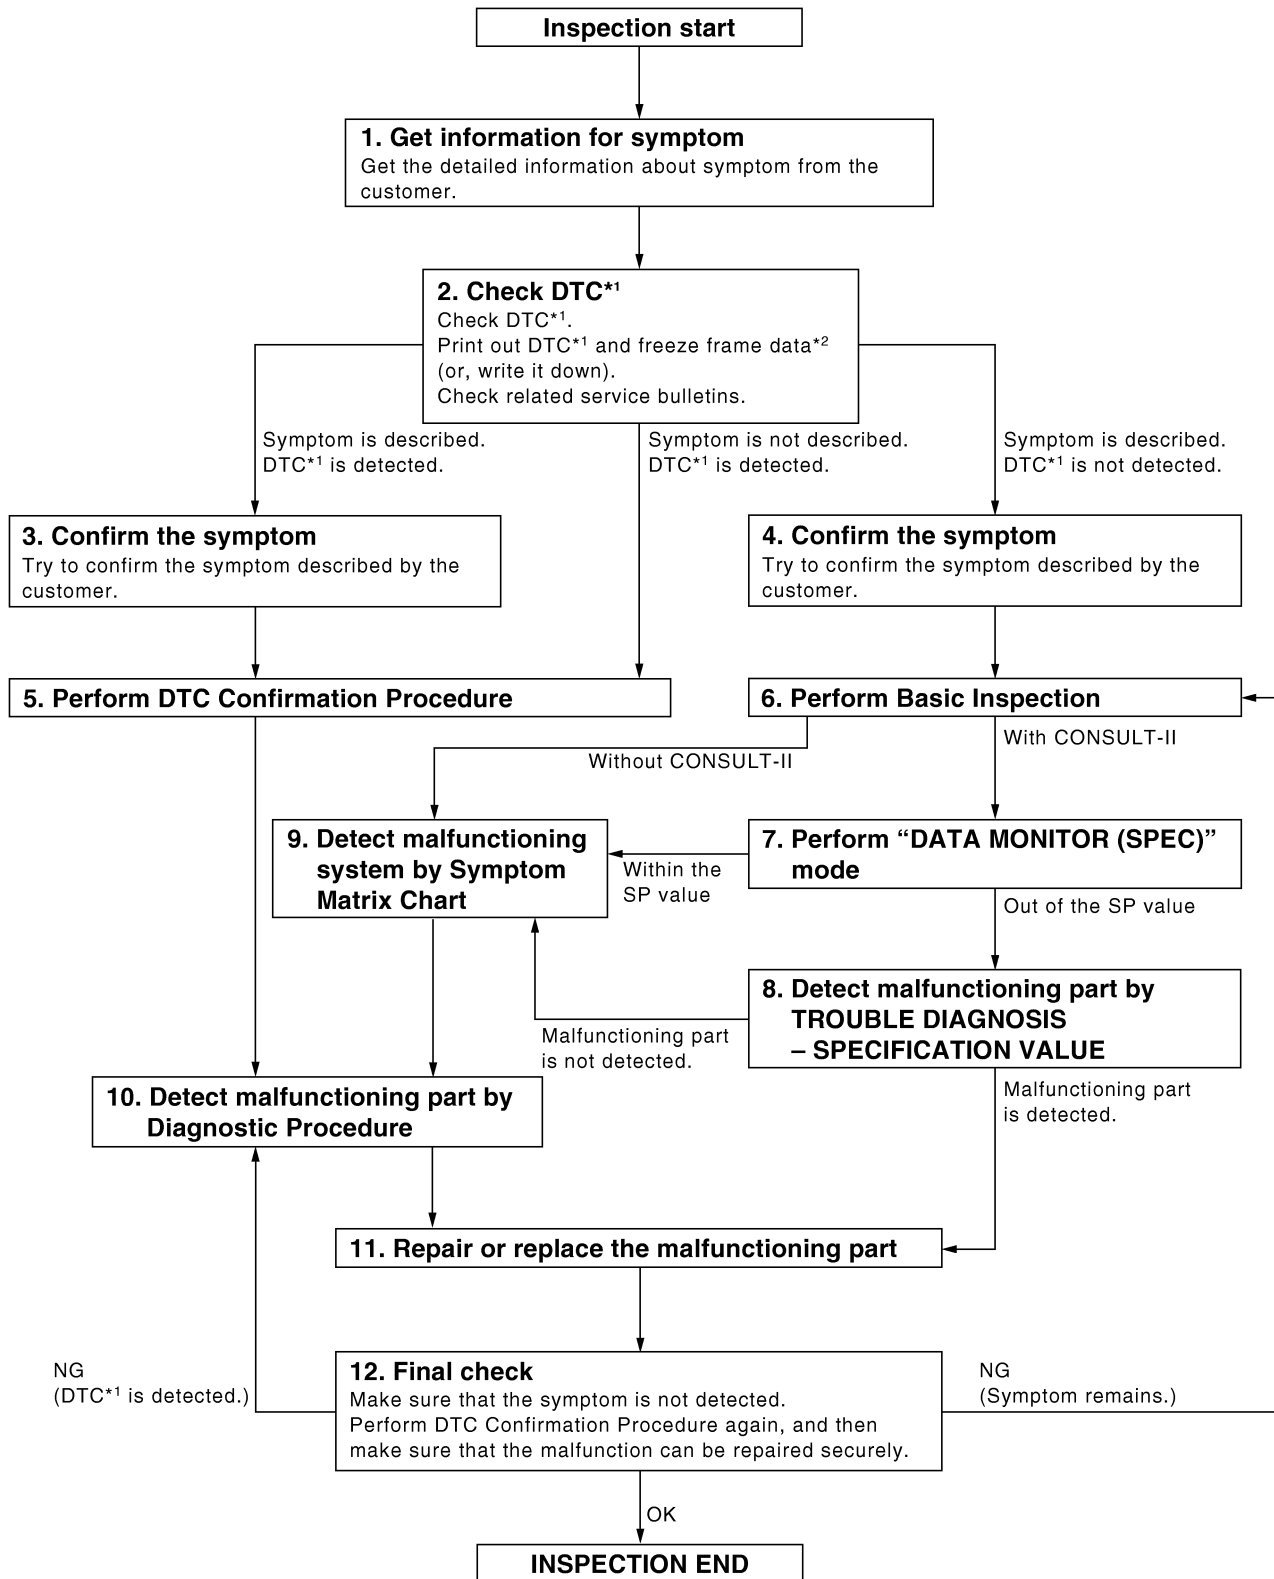 Inspection start
1. Get information for symptom
Get the detailed information about symptom from the
customer.
2. Check DTC*¹
Check DTC*¹.
Print out DTC*¹ and freeze frame data*²
(or, write it down).
Check related service bulletins.
Symptom is described.
DTC*¹ is detected.
Symptom is not described.
DTC*¹ is detected.
Symptom is described.
DTC*¹ is not detected.
3. Confirm the symptom
Try to confirm the symptom described by the
customer.
4. Confirm the symptom
Try to confirm the symptom described by the
customer.
5. Perform DTC Confirmation Procedure
6. Perform Basic Inspection
With CONSULT-II
Without CONSULT-II
9. Detect malfunctioning
system by Symptom
Matrix Chart
7. Perform “DATA MONITOR (SPEC)”
mode
Within the
SP value
Out of the SP value
8. Detect malfunctioning part by
TROUBLE DIAGNOSIS
– SPECIFICATION VALUE
Malfunctioning part
is not detected.
Malfunctioning part
is detected.
10. Detect malfunctioning part by
Diagnostic Procedure
11. Repair or replace the malfunctioning part
NG
(DTC*¹ is detected.)
12. Final check
Make sure that the symptom is not detected.
Perform DTC Confirmation Procedure again, and then
make sure that the malfunction can be repaired securely.
NG
(Symptom remains.)
OK
INSPECTION END